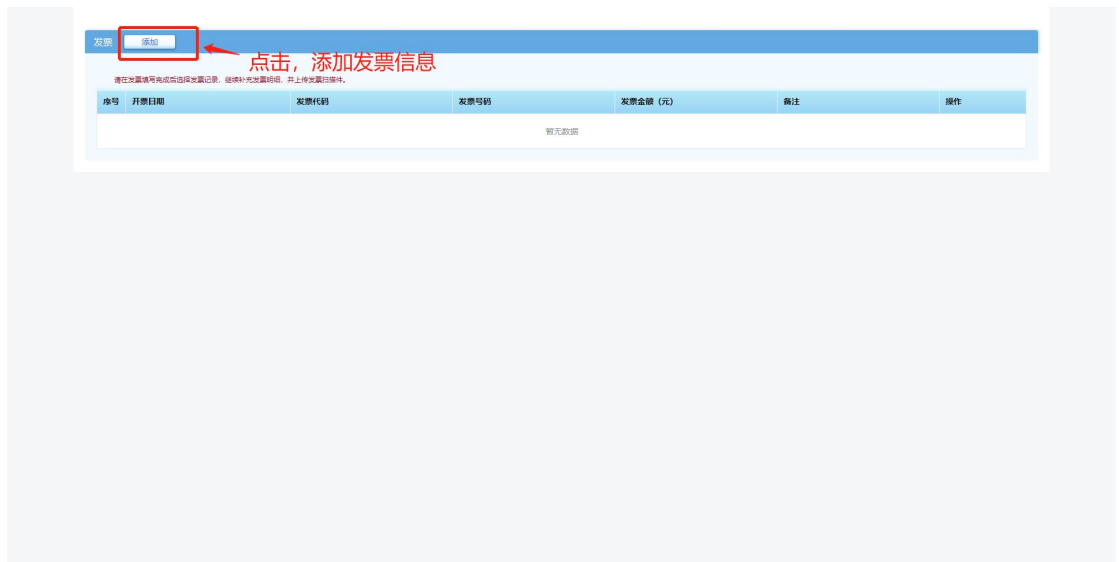 发票 添加
点击，添加发票信息
请在发票填写完成后选择发票记录，继续补充发票明细，并上传发票扫描件。
序号 开票日期 发票代码 发票号码 发票金额（元） 备注 操作
暂无数据